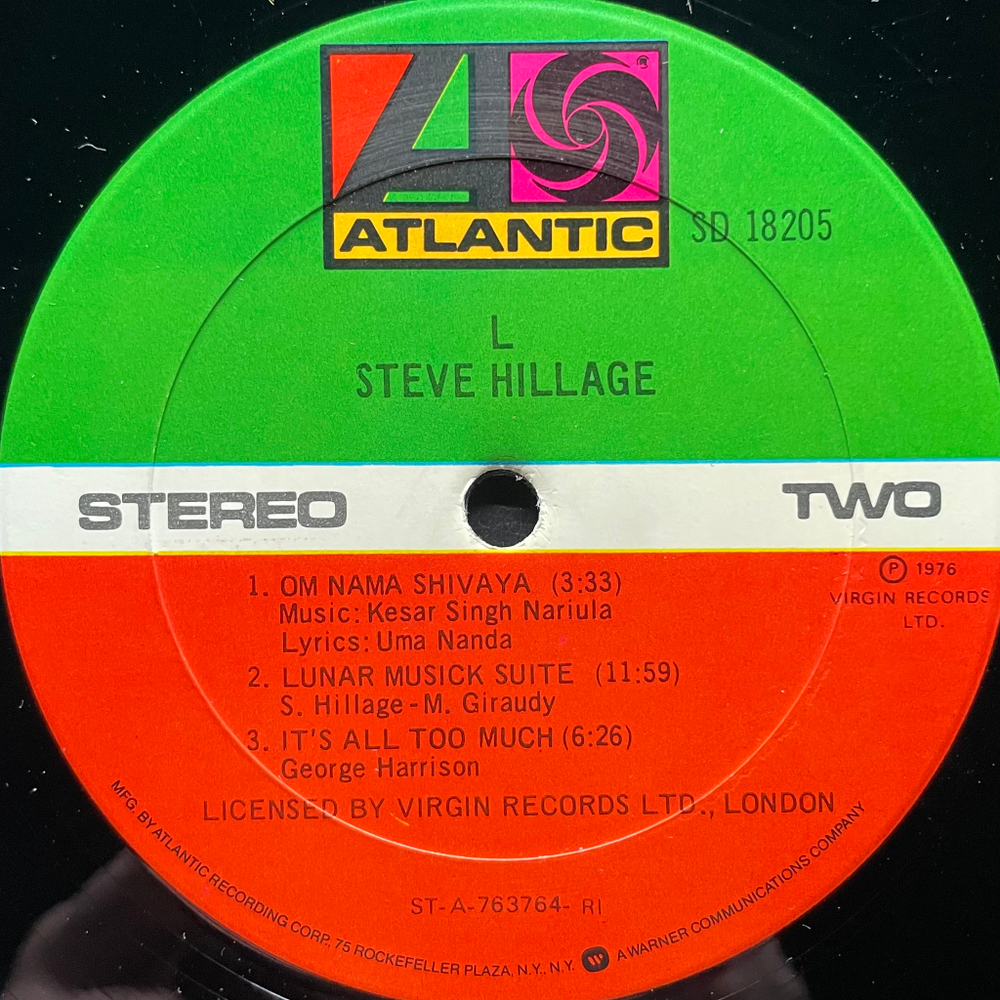 ®
ATLANTIC
SD 18205
L
STEVE HILLAGE
STEREO
TWO
Ⓟ 1976
VIRGIN RECORDS
LTD.
1. OM NAMA SHIVAYA (3:33)
Music: Kesar Singh Nariula
Lyrics: Uma Nanda
2. LUNAR MUSICK SUITE (11:59)
S. Hillage - M. Giraudy
3. IT'S ALL TOO MUCH (6:26)
George Harrison
LICENSED BY VIRGIN RECORDS LTD., LONDON
ST-A-763764-RI
MFG. BY ATLANTIC RECORDING CORP., 75 ROCKEFELLER PLAZA, N.Y., N.Y. A WARNER COMMUNICATIONS COMPANY